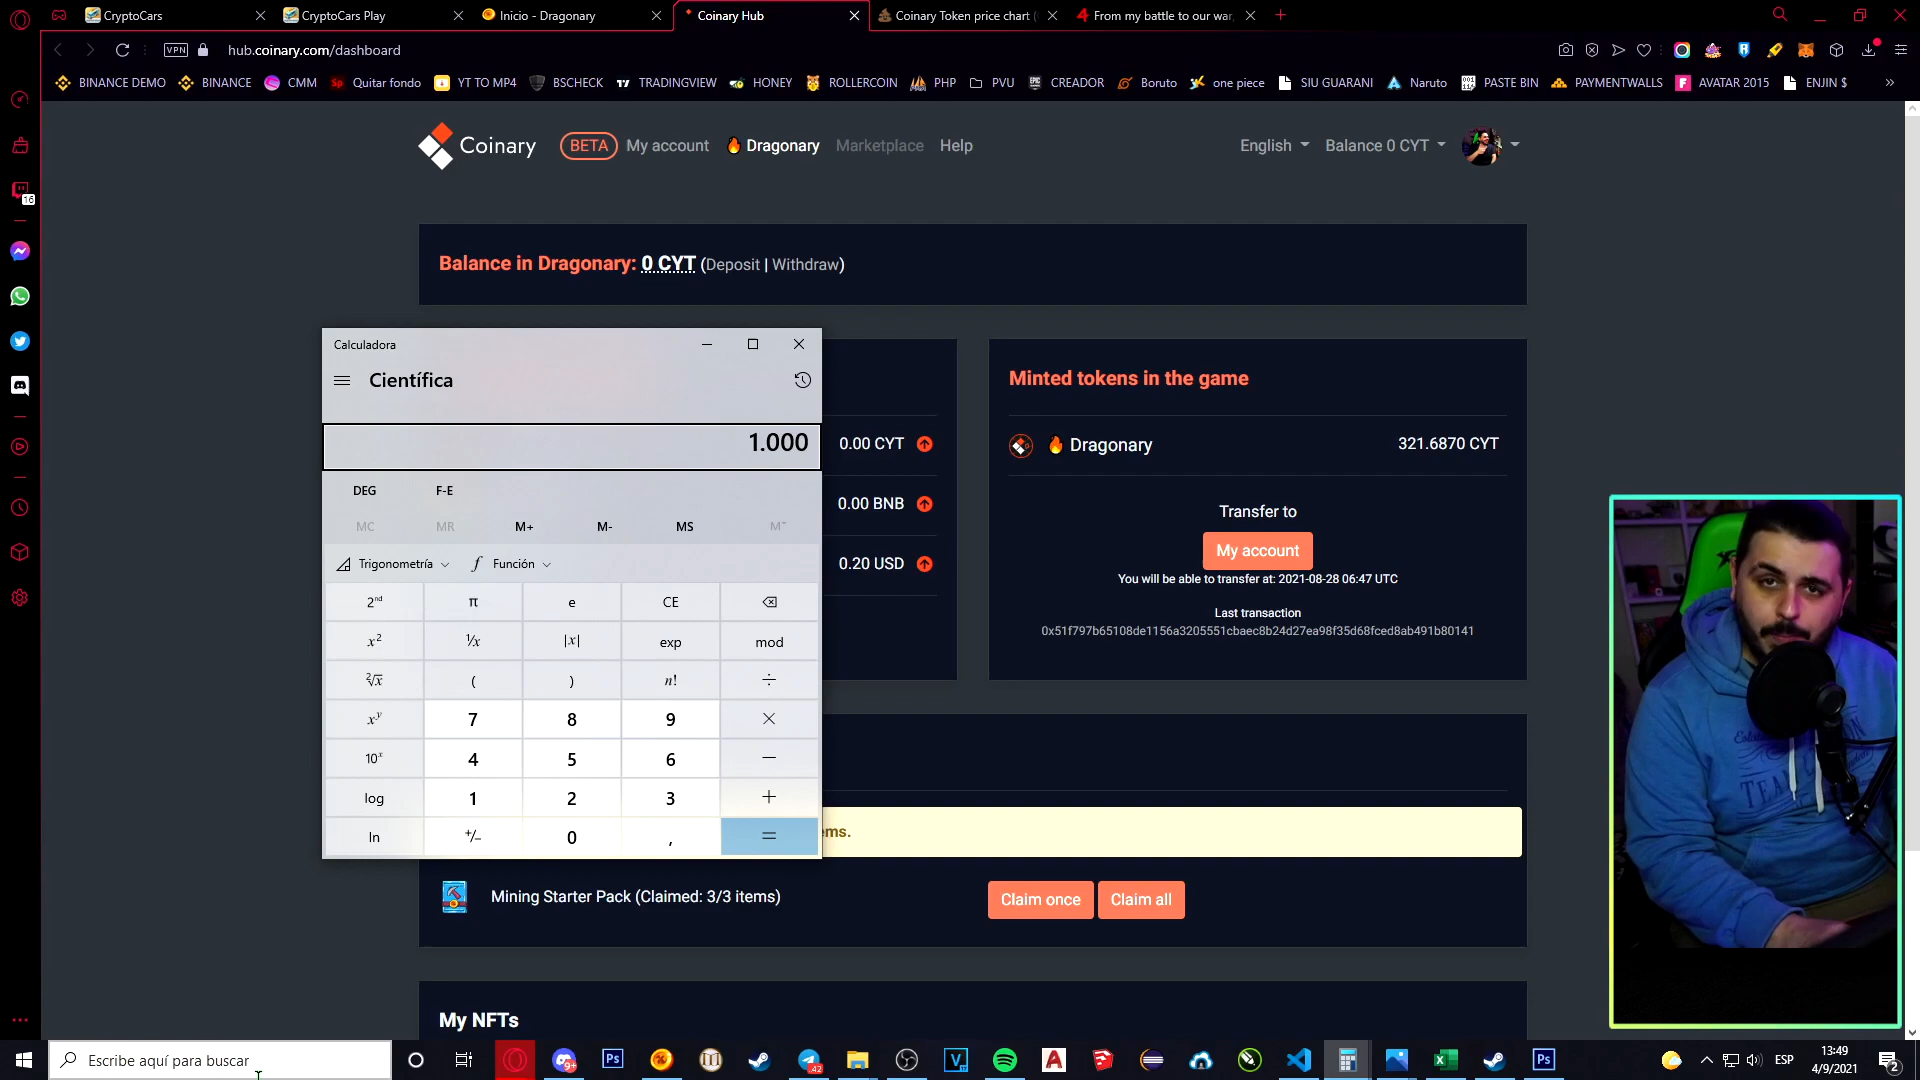 CryptoCars
CryptoCars Play
Inicio - Dragonary
Coinary Hub
Coinary Token price chart (
From my battle to our war,
VPN
hub.coinary.com/dashboard
BINANCE DEMO
BINANCE
CMM
Quitar fondo
YT TO MP4
BSCHECK
TRADINGVIEW
HONEY
ROLLERCOIN
PHP
PVU
CREADOR
Boruto
one piece
SIU GUARANI
Naruto
PASTE BIN
PAYMENTWALLS
AVATAR 2015
ENJIN $
16
Coinary
BETA
My account
Dragonary
Marketplace
Help
English
Balance 0 CYT
Balance in Dragonary: 0 CYT (Deposit | Withdraw)
Calculadora
Científica
1.000
DEG
F-E
MC
MR
M+
M-
MS
M˅
Trigonometría
f Función
2nd
π
e
CE
x²
¹/x
|x|
exp
mod
²√x
(
)
n!
÷
xʸ
7
8
9
×
10ˣ
4
5
6
−
log
1
2
3
+
ln
+/−
0
,
=
0.00 CYT
0.00 BNB
0.20 USD
Minted tokens in the game
Dragonary
321.6870 CYT
Transfer to
My account
You will be able to transfer at: 2021-08-28 06:47 UTC
Last transaction
0x51f797b65108de1156a3205551cbaec8b24d27ea98f35d68fced8ab491b80141
ems.
Mining Starter Pack (Claimed: 3/3 items)
Claim once
Claim all
My NFTs
Escribe aquí para buscar
9+
Ps
42
V
A
Ps
ESP
13:49
4/9/2021
2